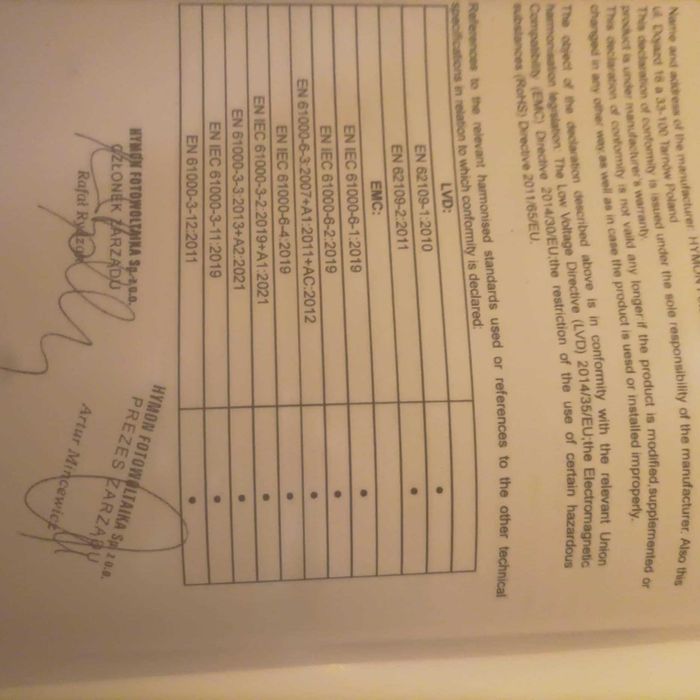 Name and address of the manufacturer: HYMON
ul. Dojazd 16 a 33-100 Tarnów Poland
This declaration of conformity is issued under the sole responsibility of the manufacturer. Also this
product is under manufacturer's warranty.
This declaration of conformity is not valid any longer if the product is modified,supplemented or
changed in any other way,as well as in case the product is uesd or installed improperly.
The object of the declaration described above is in conformity with the relevant Union
harmonisation legislation. The Low Voltage Directive (LVD) 2014/35/EU;the Electromagnetic
Compatibility (EMC) Directive 2014/30/EU;the restriction of the use of certain hazardous
substances (RoHS) Directive 2011/65/EU.
References to the relevant harmonised standards used or references to the other technical
specifications in relation to which conformity is declared:
LVD:
EN 62109-1:2010 •
EN 62109-2:2011 •
EMC:
EN IEC 61000-6-1:2019 •
EN IEC 61000-6-2:2019 •
EN 61000-6-3:2007+A1:2011+AC:2012 •
EN IEC 61000-6-4:2019 •
EN IEC 61000-3-2:2019+A1:2021 •
EN 61000-3-3:2013+A2:2021 •
EN IEC 61000-3-11:2019 •
EN 61000-3-12:2011 •
HYMON FOTOWOLTAIKA Sp. z o.o.
CZŁONEK ZARZĄDU
Rafał
HYMON FOTOWOLTAIKA Sp. z o.o.
PREZES ZARZĄDU
Artur Mincewicz